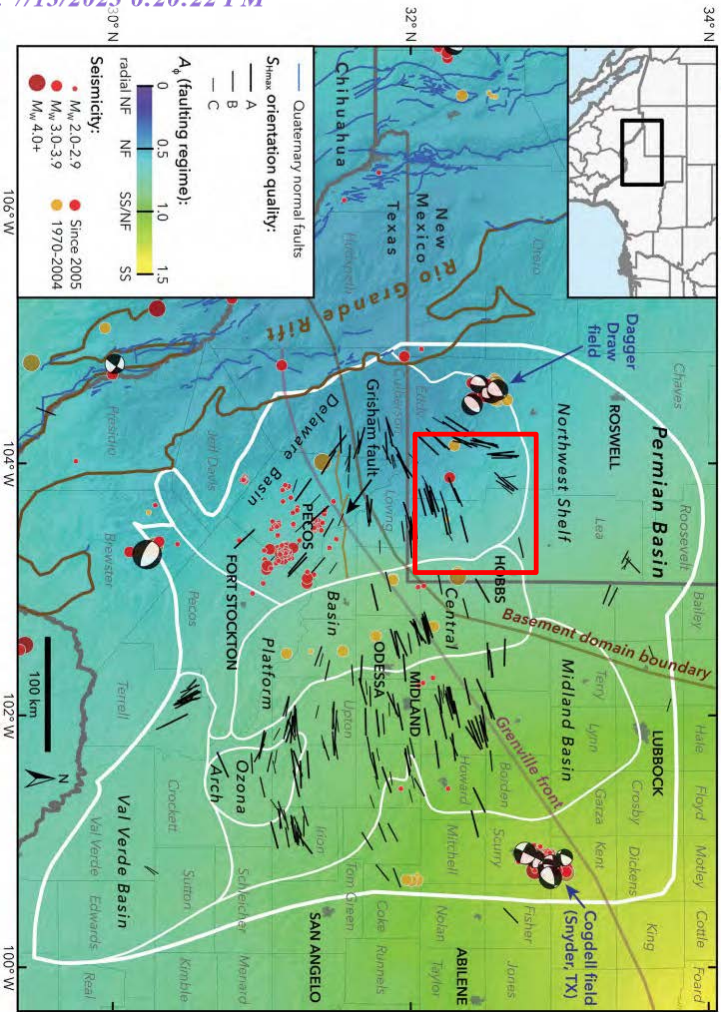 7/13/2023 6:20:22 PM
34° N
32° N
30° N
106° W
104° W
102° W
100° W
Quaternary normal faults
SHmax orientation quality:
A
B
C
Aϕ (faulting regime):
0
0.5
1.0
1.5
radial NF
NF
SS/NF
SS
Seismicity:
Mw 2.0-2.9
Mw 3.0-3.9
Mw 4.0+
Since 2005
1970-2004
Chihuahua
New
Mexico
Texas
Hudspeth
Otero
Rio Grande Rift
Dagger
Draw
field
Chaves
ROSWELL
Permian Basin
Roosevelt
Bailey
Northwest Shelf
Lea
Eddy
Culberson
Grisham fault
Delaware
Basin
Loving
PECOS
Jeff Davis
Presidio
Brewster
FORT STOCKTON
Pecos
Terrell
HOBBS
Central
Basin
Platform
Basement domain boundary
ODESSA
MIDLAND
Upton
Midland Basin
Terry
Lynn
LUBBOCK
Hale
Floyd
Motley
Cottle
Foard
Crosby
Dickens
King
Garza
Kent
Borden
Scurry
Howard
Mitchell
Grenville front
Cogdell field
(Snyder, TX)
Fisher
Jones
Nolan
Taylor
ABILENE
Coke
Runnels
Tom Green
SAN ANGELO
Irion
Ozona
Arch
Crockett
Schleicher
Menard
Sutton
Kimble
Val Verde Basin
Val Verde
Edwards
Real
100 km
N